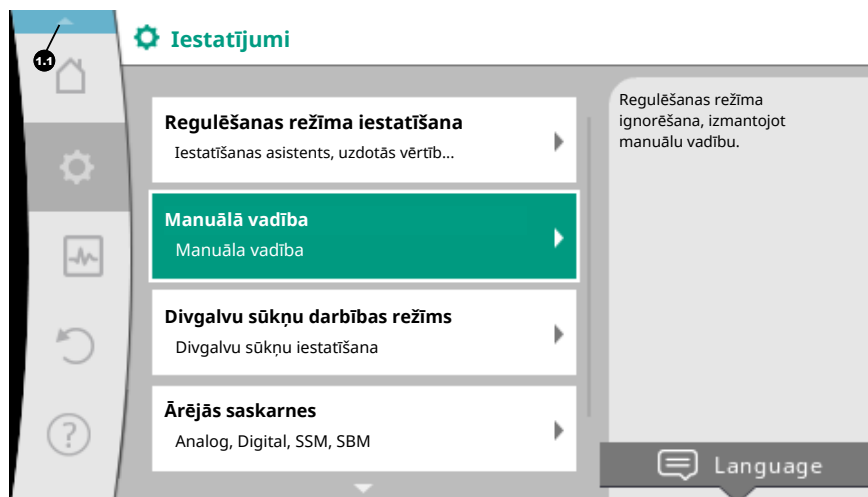 1.1
Iestatījumi
Regulēšanas režīma iestatīšana
Iestatīšanas asistents, uzdotās vērtīb...
Manuālā vadība
Manuāla vadība
Divgalvu sūkņu darbības režīms
Divgalvu sūkņu iestatīšana
Ārējās saskarnes
Analog, Digital, SSM, SBM
Regulēšanas režīma
ignorēšana, izmantojot
manuālu vadību.
Language